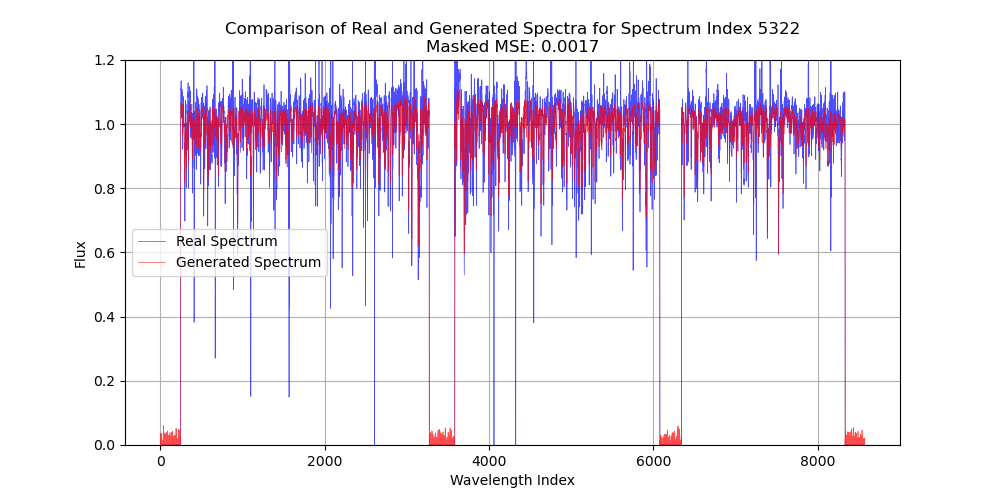 Comparison of Real and Generated Spectra for Spectrum Index 5322
Masked MSE: 0.0017
1.2
1.0
0.8
0.6
0.4
0.2
0.0
Flux
Real Spectrum
Generated Spectrum
0 2000 4000 6000 8000
Wavelength Index